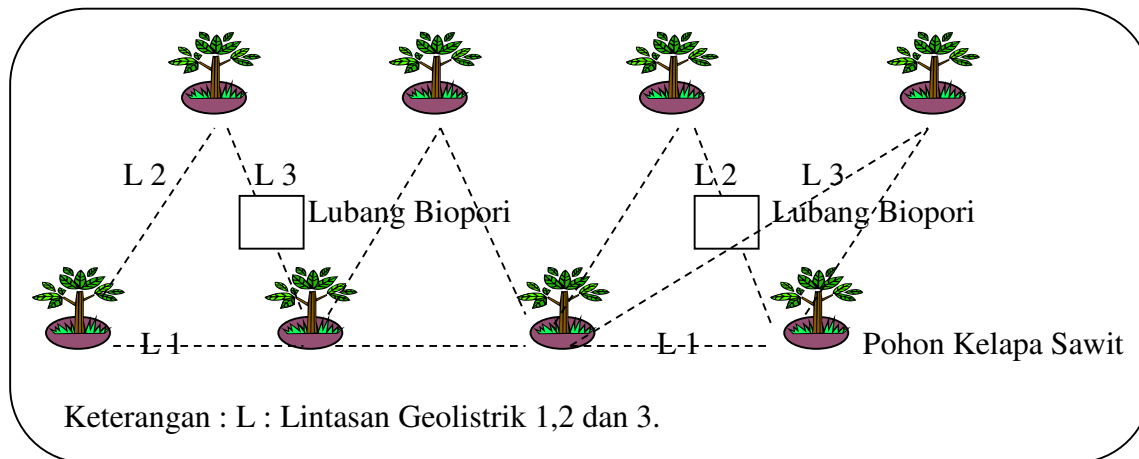 L 2 L 3 L 2 L 3
Lubang Biopori Lubang Biopori
L 1 L 1 Pohon Kelapa Sawit
Keterangan : L : Lintasan Geolistrik 1,2 dan 3.